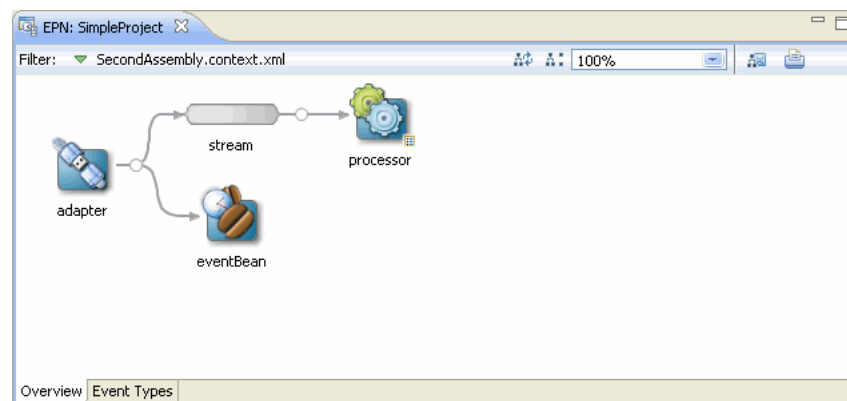 EPN: SimpleProject
Filter: SecondAssembly.context.xml 100%
stream
processor
adapter
eventBean
Overview Event Types